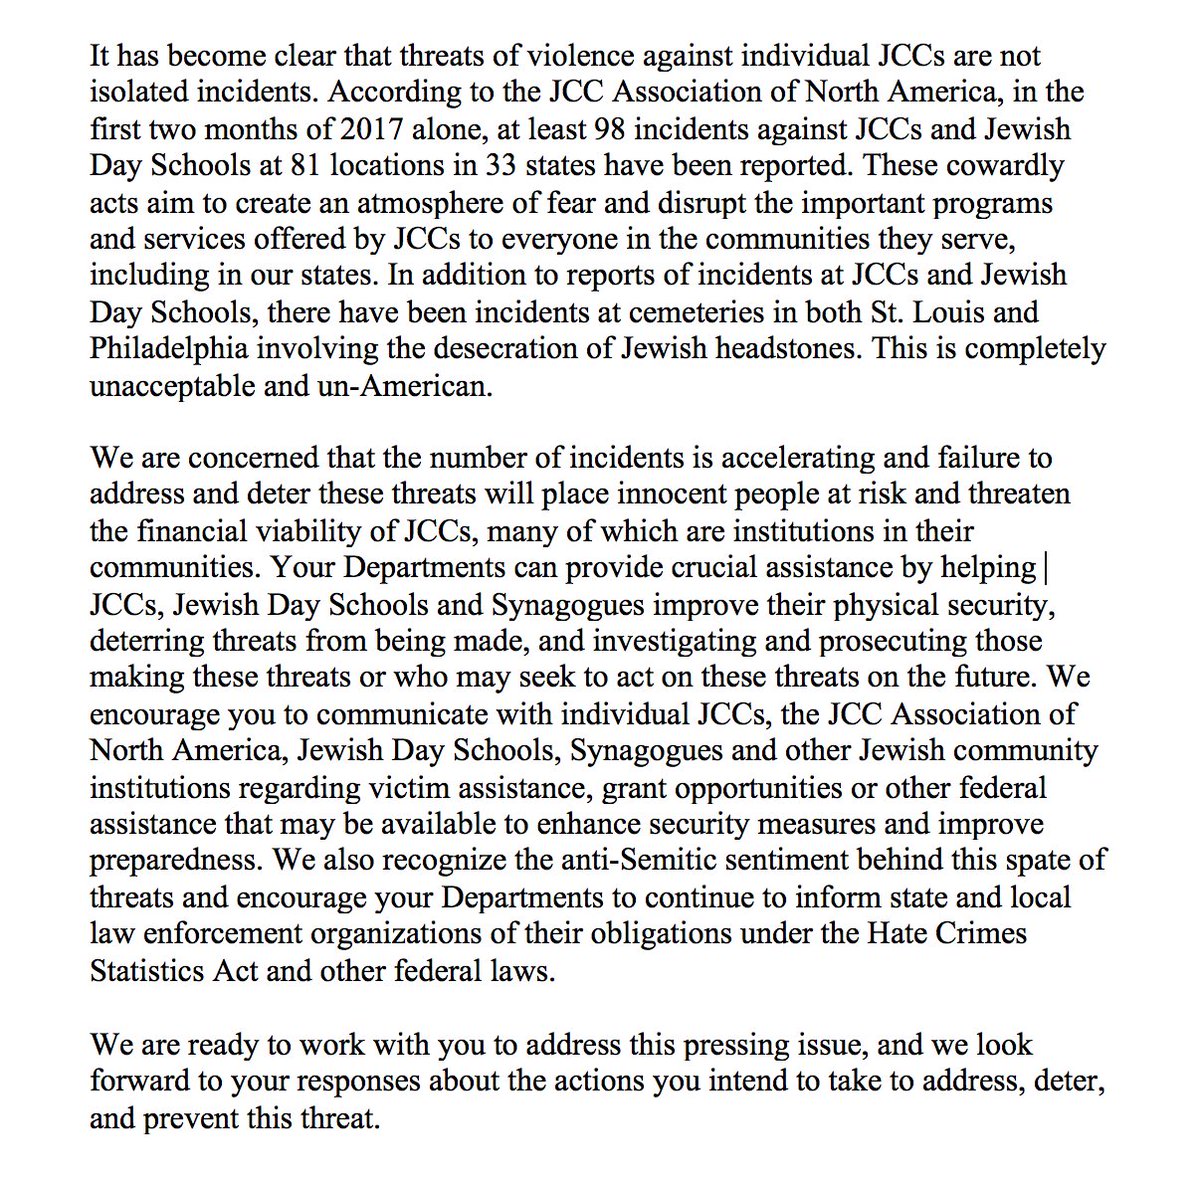 It has become clear that threats of violence against individual JCCs are not
isolated incidents. According to the JCC Association of North America, in the
first two months of 2017 alone, at least 98 incidents against JCCs and Jewish
Day Schools at 81 locations in 33 states have been reported. These cowardly
acts aim to create an atmosphere of fear and disrupt the important programs
and services offered by JCCs to everyone in the communities they serve,
including in our states. In addition to reports of incidents at JCCs and Jewish
Day Schools, there have been incidents at cemeteries in both St. Louis and
Philadelphia involving the desecration of Jewish headstones. This is completely
unacceptable and un-American.

We are concerned that the number of incidents is accelerating and failure to
address and deter these threats will place innocent people at risk and threaten
the financial viability of JCCs, many of which are institutions in their
communities. Your Departments can provide crucial assistance by helping
JCCs, Jewish Day Schools and Synagogues improve their physical security,
deterring threats from being made, and investigating and prosecuting those
making these threats or who may seek to act on these threats on the future. We
encourage you to communicate with individual JCCs, the JCC Association of
North America, Jewish Day Schools, Synagogues and other Jewish community
institutions regarding victim assistance, grant opportunities or other federal
assistance that may be available to enhance security measures and improve
preparedness. We also recognize the anti-Semitic sentiment behind this spate of
threats and encourage your Departments to continue to inform state and local
law enforcement organizations of their obligations under the Hate Crimes
Statistics Act and other federal laws.

We are ready to work with you to address this pressing issue, and we look
forward to your responses about the actions you intend to take to address, deter,
and prevent this threat.